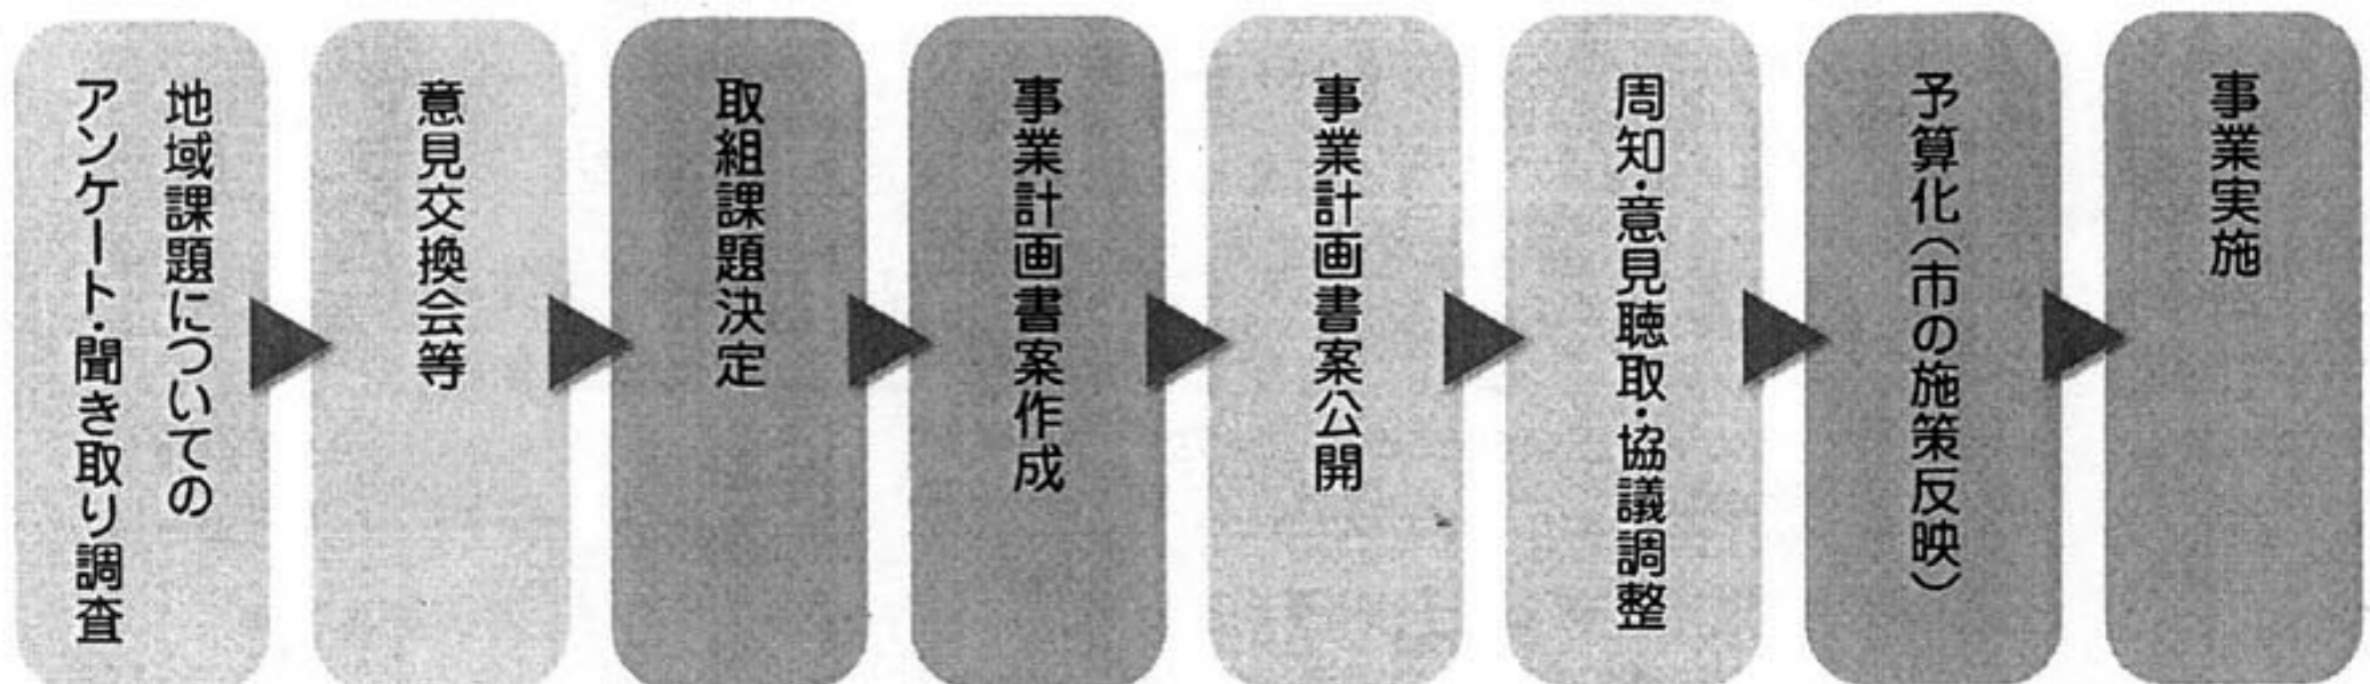 地域課題についての
アンケート・聞き取り調査
意見交換会等
取組課題決定
事業計画書案作成
事業計画書案公開
周知・意見聴取・協議調整
予算化（市の施策反映）
事業実施